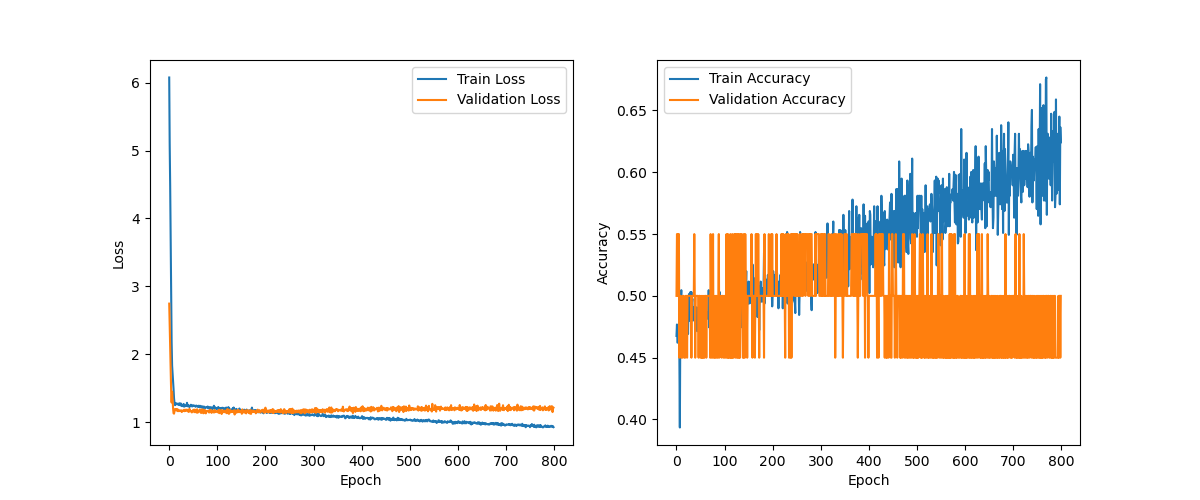 Train Loss
Validation Loss
6
5
4
3
2
1
0 100 200 300 400 500 600 700 800
Epoch
Loss
Train Accuracy
Validation Accuracy
0.65
0.60
0.55
0.50
0.45
0.40
0 100 200 300 400 500 600 700 800
Epoch
Accuracy